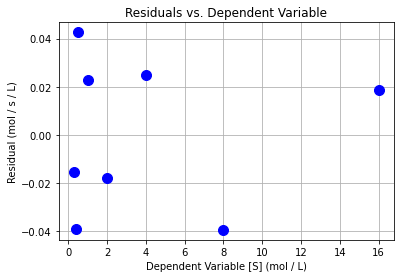 Residuals vs. Dependent Variable
0.04
0.02
0.00
−0.02
−0.04
Residual (mol / s / L)
0 2 4 6 8 10 12 14 16
Dependent Variable [S] (mol / L)